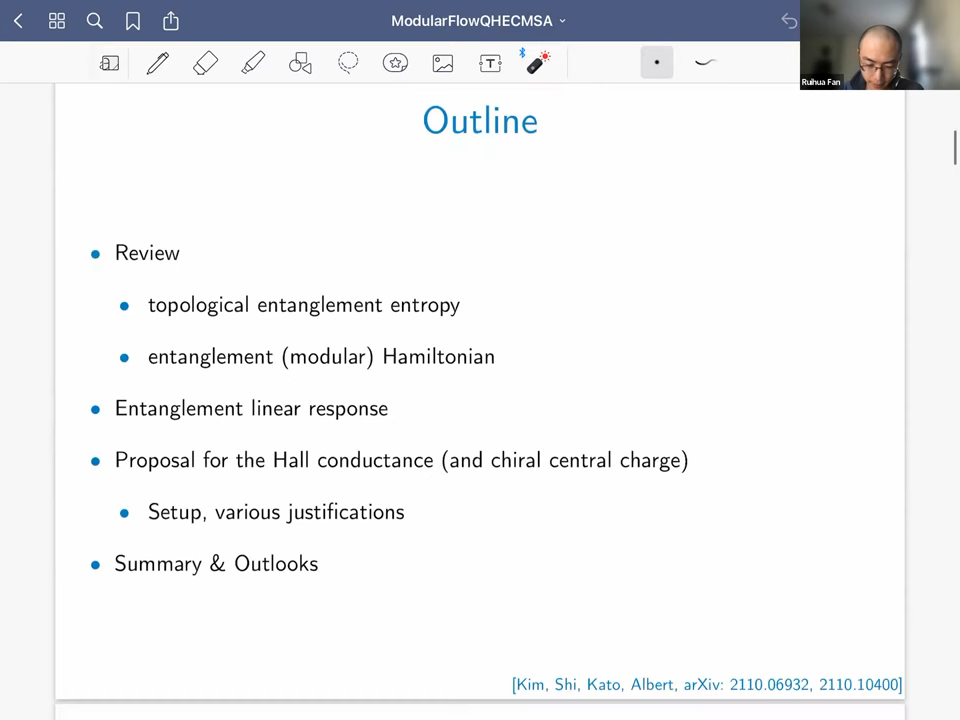 ModularFlowQHECMSA
Ruihua Fan
T
Outline
• Review
• topological entanglement entropy
• entanglement (modular) Hamiltonian
• Entanglement linear response
• Proposal for the Hall conductance (and chiral central charge)
• Setup, various justifications
• Summary & Outlooks
[Kim, Shi, Kato, Albert, arXiv: 2110.06932, 2110.10400]